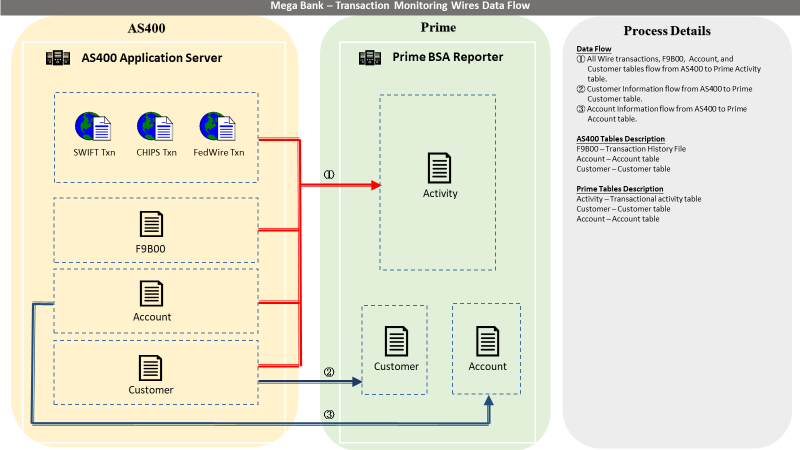 Mega Bank – Transaction Monitoring Wires Data Flow
AS400
AS400 Application Server
SWIFT Txn
CHIPS Txn
FedWire Txn
F9B00
Account
Customer
①
②
③
Prime
Prime BSA Reporter
Activity
Customer
Account
Process Details
Data Flow
① All Wire transactions, F9B00, Account, and
Customer tables flow from AS400 to Prime Activity
table.
② Customer Information flow from AS400 to Prime
Customer table.
③ Account Information flow from AS400 to Prime
Account table.
AS400 Tables Description
F9B00 – Transaction History File
Account – Account table
Customer – Customer table
Prime Tables Description
Activity – Transactional activity table
Customer – Customer table
Account – Account table